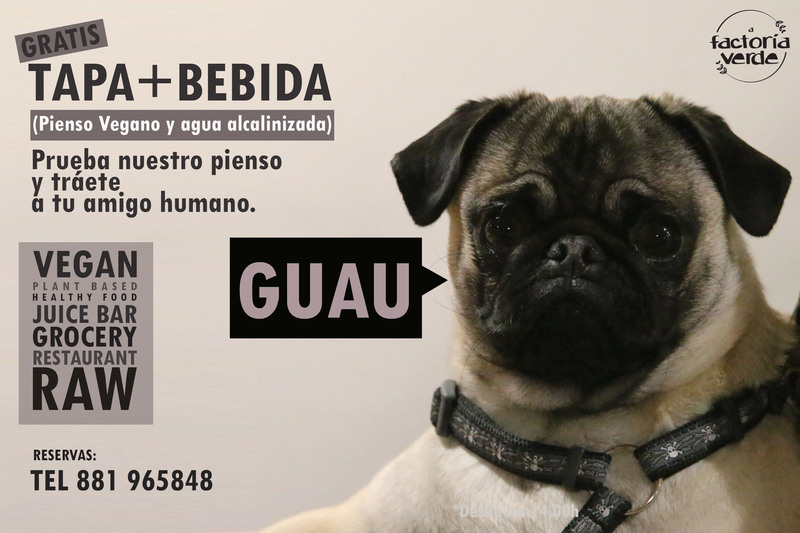 GRATIS
TAPA+BEBIDA
(Pienso Vegano y agua alcalinizada)
Prueba nuestro pienso
y tráete
a tu amigo humano.
VEGAN
PLANT BASED
HEALTHY FOOD
JUICE BAR
GROCERY
RESTAURANT
RAW
GUAU
RESERVAS:
TEL 881 965848
a
factoria
verde